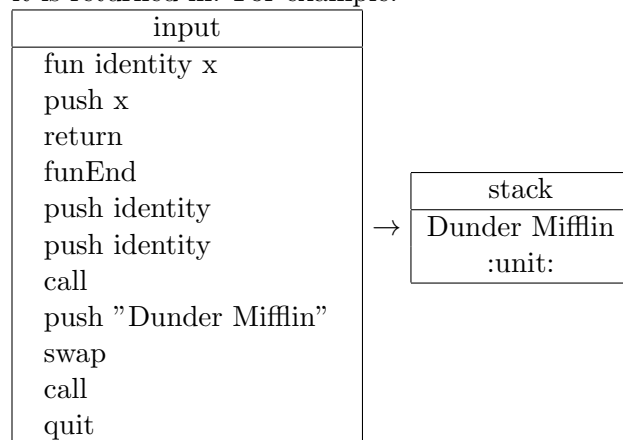 it is returned in. For example:
input
fun identity x
push x
return
funEnd
push identity
push identity
call
push ”Dunder Mifflin”
swap
call
quit
→
stack
Dunder Mifflin
:unit: